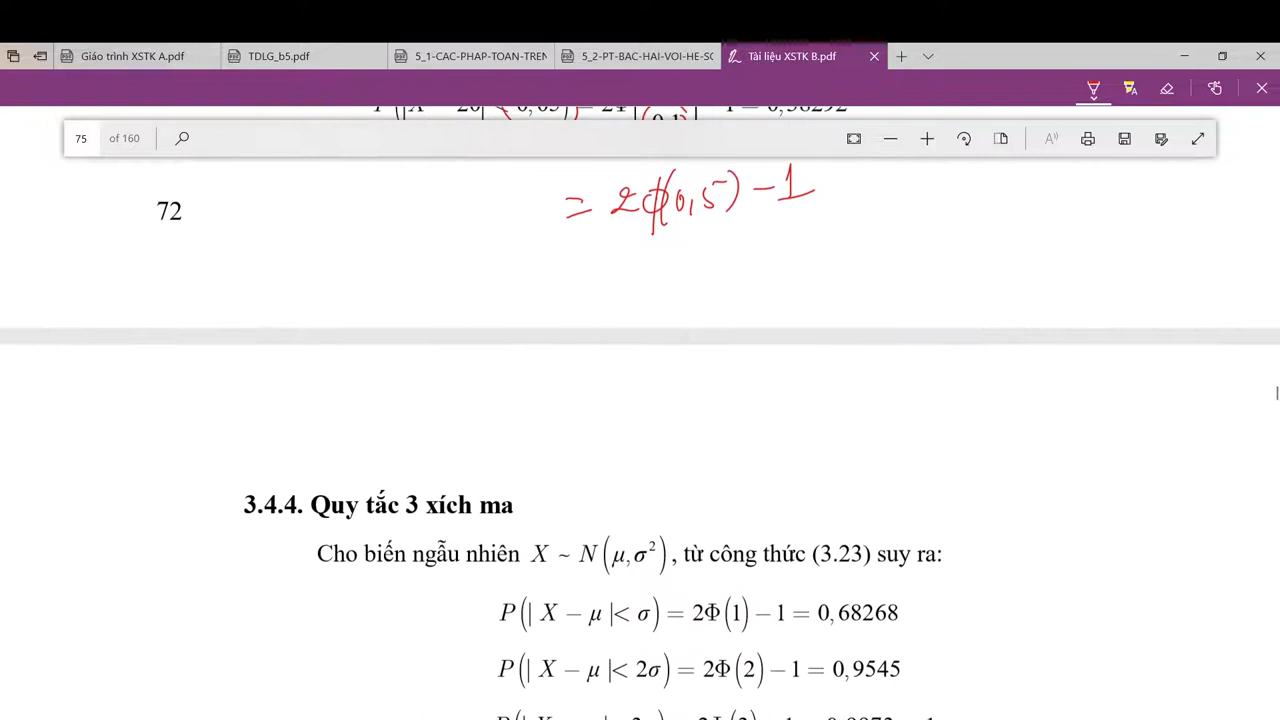 Giáo trình XSTK A.pdf TDLG_b5.pdf 5_1-CAC-PHAP-TOAN-TREN 5_2-PT-BAC-HAI-VOI-HE-SC Tài liệu XSTK B.pdf
75 of 160
= 2Φ(0,5) - 1
72
3.4.4. Quy tắc 3 xích ma
Cho biến ngẫu nhiên X ~ N(μ,σ²), từ công thức (3.23) suy ra:
P(| X − μ |< σ) = 2Φ(1) − 1 = 0,68268
P(| X − μ |< 2σ) = 2Φ(2) − 1 = 0,9545